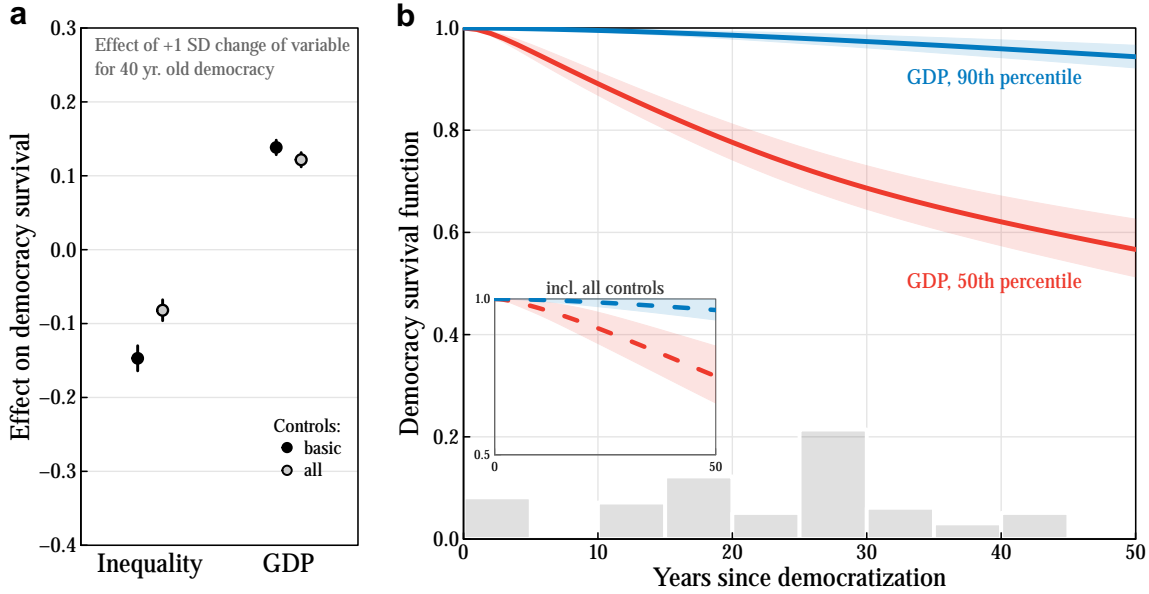 a
Effect on democracy survival
0.3
0.2
0.1
0.0
−0.1
−0.2
−0.3
−0.4
Effect of +1 SD change of variable
for 40 yr. old democracy
Controls:
basic
all
Inequality
GDP
b
Democracy survival function
1.0
0.8
0.6
0.4
0.2
0.0
GDP, 90th percentile
GDP, 50th percentile
incl. all controls
1.0
0.5
0
50
0
10
20
30
40
50
Years since democratization